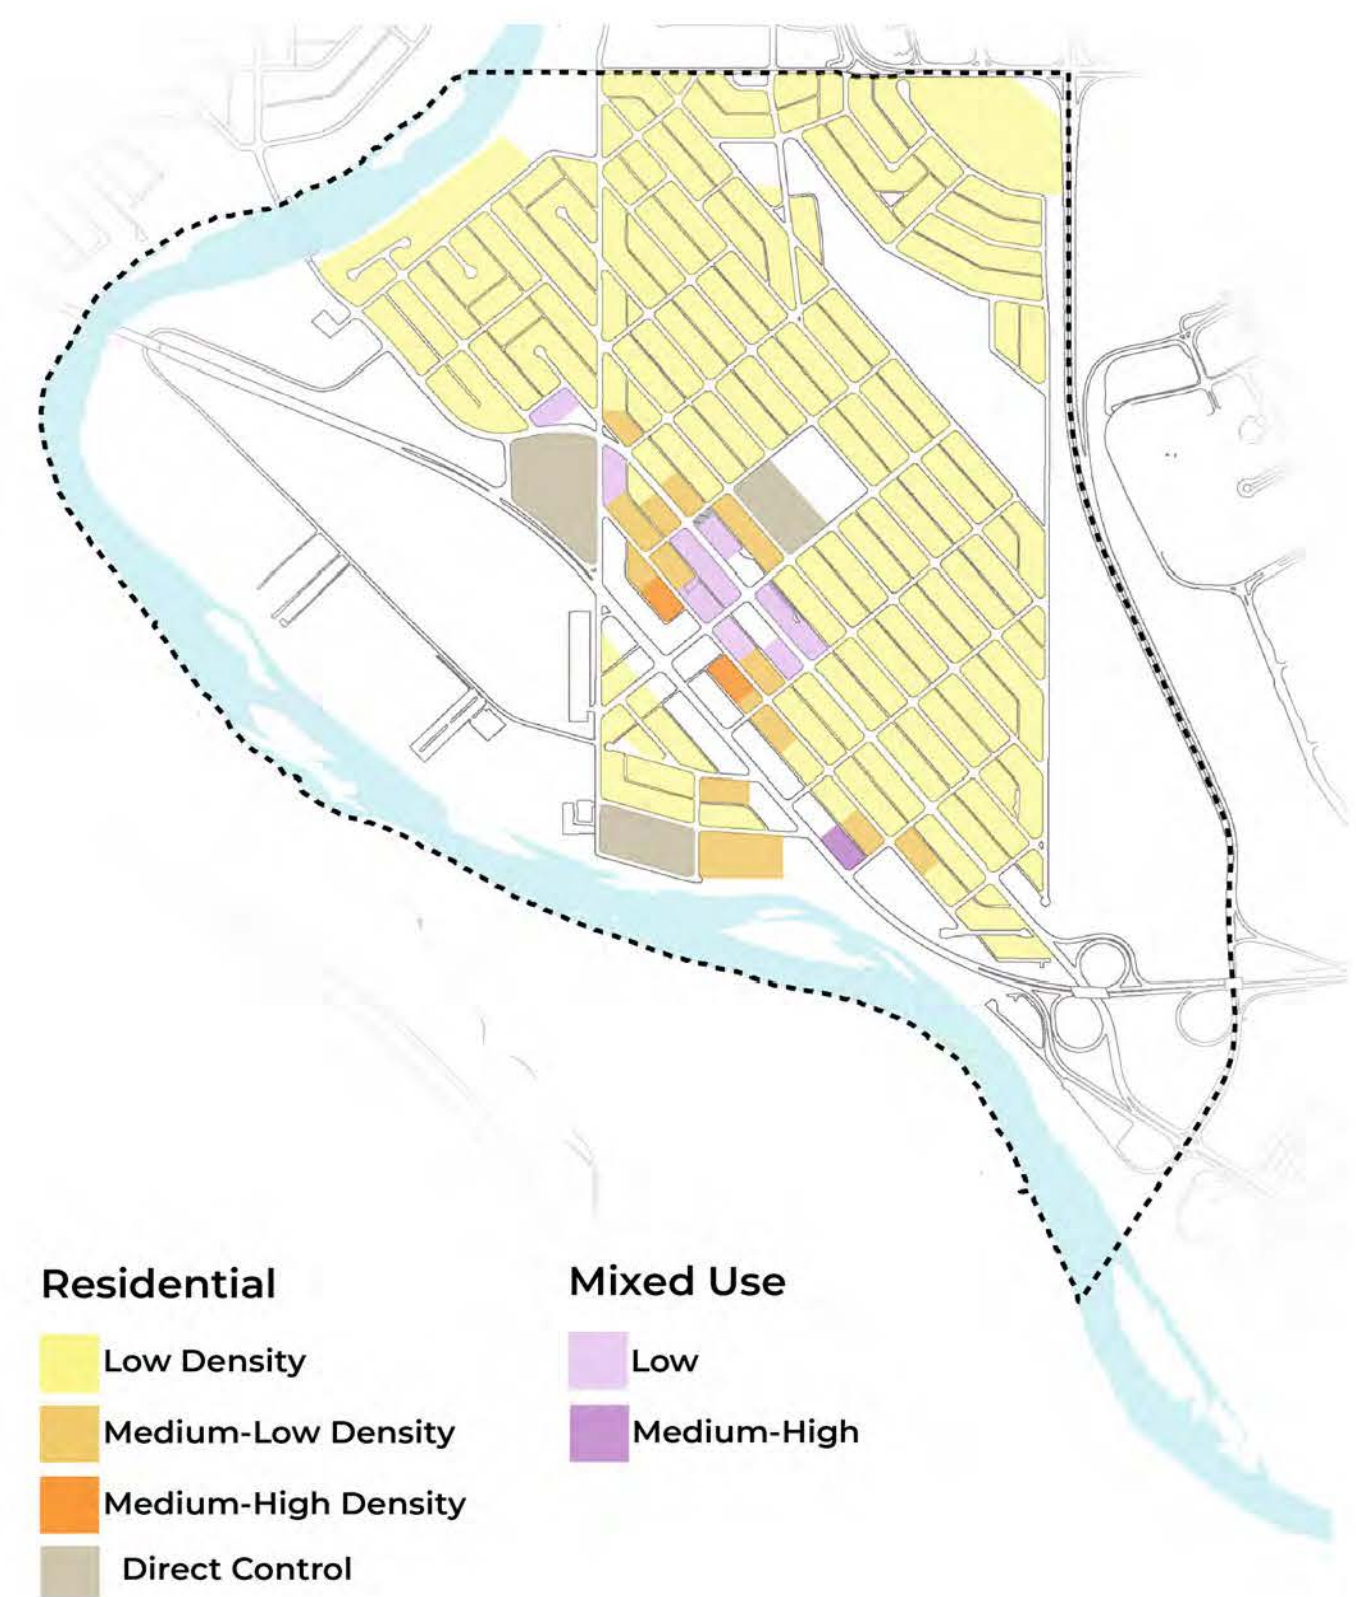 Residential
Low Density
Medium-Low Density
Medium-High Density
Direct Control
Mixed Use
Low
Medium-High